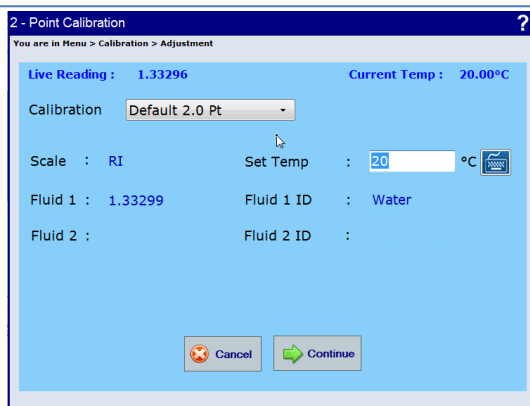 2 - Point Calibration ?
You are in Menu > Calibration > Adjustment
Live Reading : 1.33296 Current Temp : 20.00ºC
Calibration Default 2.0 Pt
Scale : RI Set Temp : 20 ºC
Fluid 1 : 1.33299 Fluid 1 ID : Water
Fluid 2 : Fluid 2 ID :
Cancel Continue